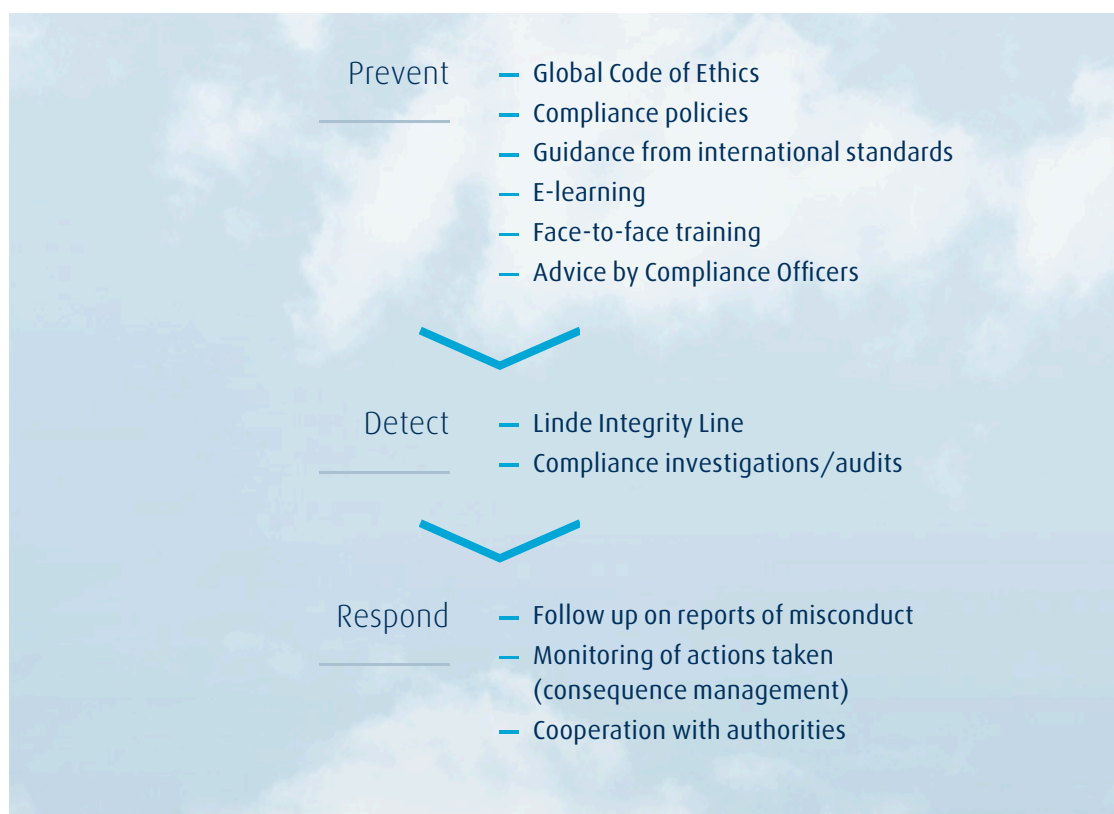 Prevent
— Global Code of Ethics
— Compliance policies
— Guidance from international standards
— E-learning
— Face-to-face training
— Advice by Compliance Officers
Detect
— Linde Integrity Line
— Compliance investigations/audits
Respond
— Follow up on reports of misconduct
— Monitoring of actions taken
(consequence management)
— Cooperation with authorities